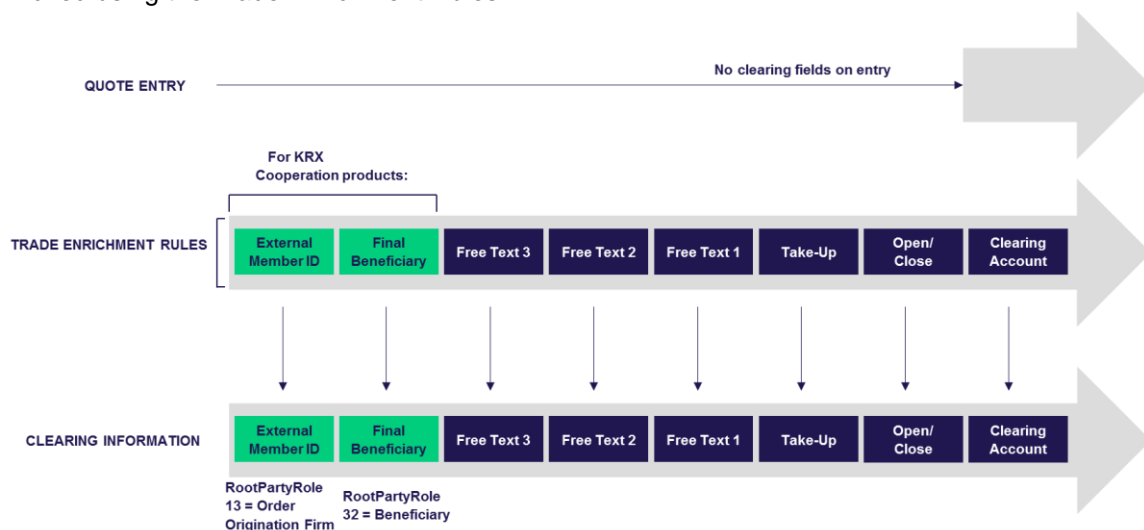 No clearing fields on entry
QUOTE ENTRY
For KRX
Cooperation products:
TRADE ENRICHMENT RULES
External
Member ID
Final
Beneficiary
Free Text 3
Free Text 2
Free Text 1
Take-Up
Open/
Close
Clearing
Account
CLEARING INFORMATION
External
Member ID
Final
Beneficiary
Free Text 3
Free Text 2
Free Text 1
Take-Up
Open/
Close
Clearing
Account
RootPartyRole
13 = Order
Origination Firm
RootPartyRole
32 = Beneficiary